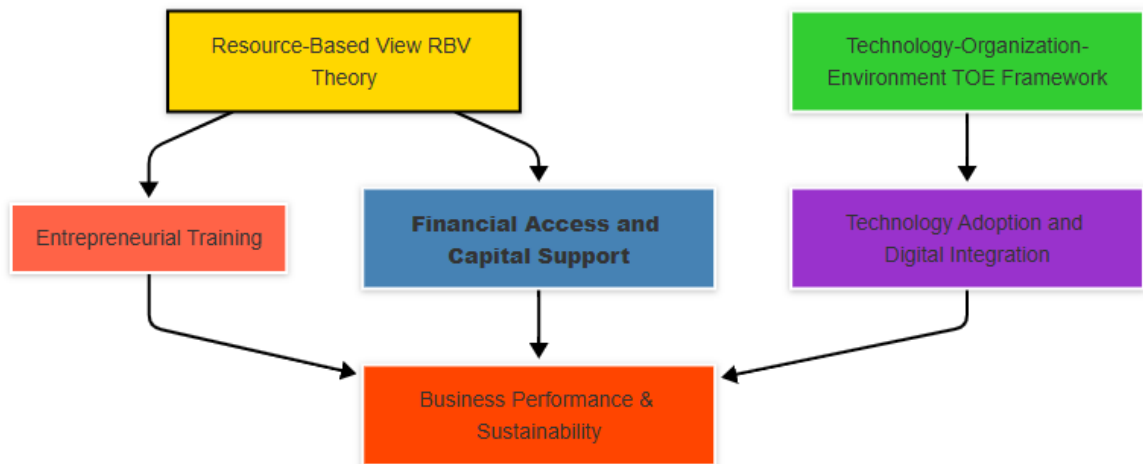 Resource-Based View RBV
Theory
Technology-Organization-
Environment TOE Framework
Entrepreneurial Training
Financial Access and
Capital Support
Technology Adoption and
Digital Integration
Business Performance &
Sustainability